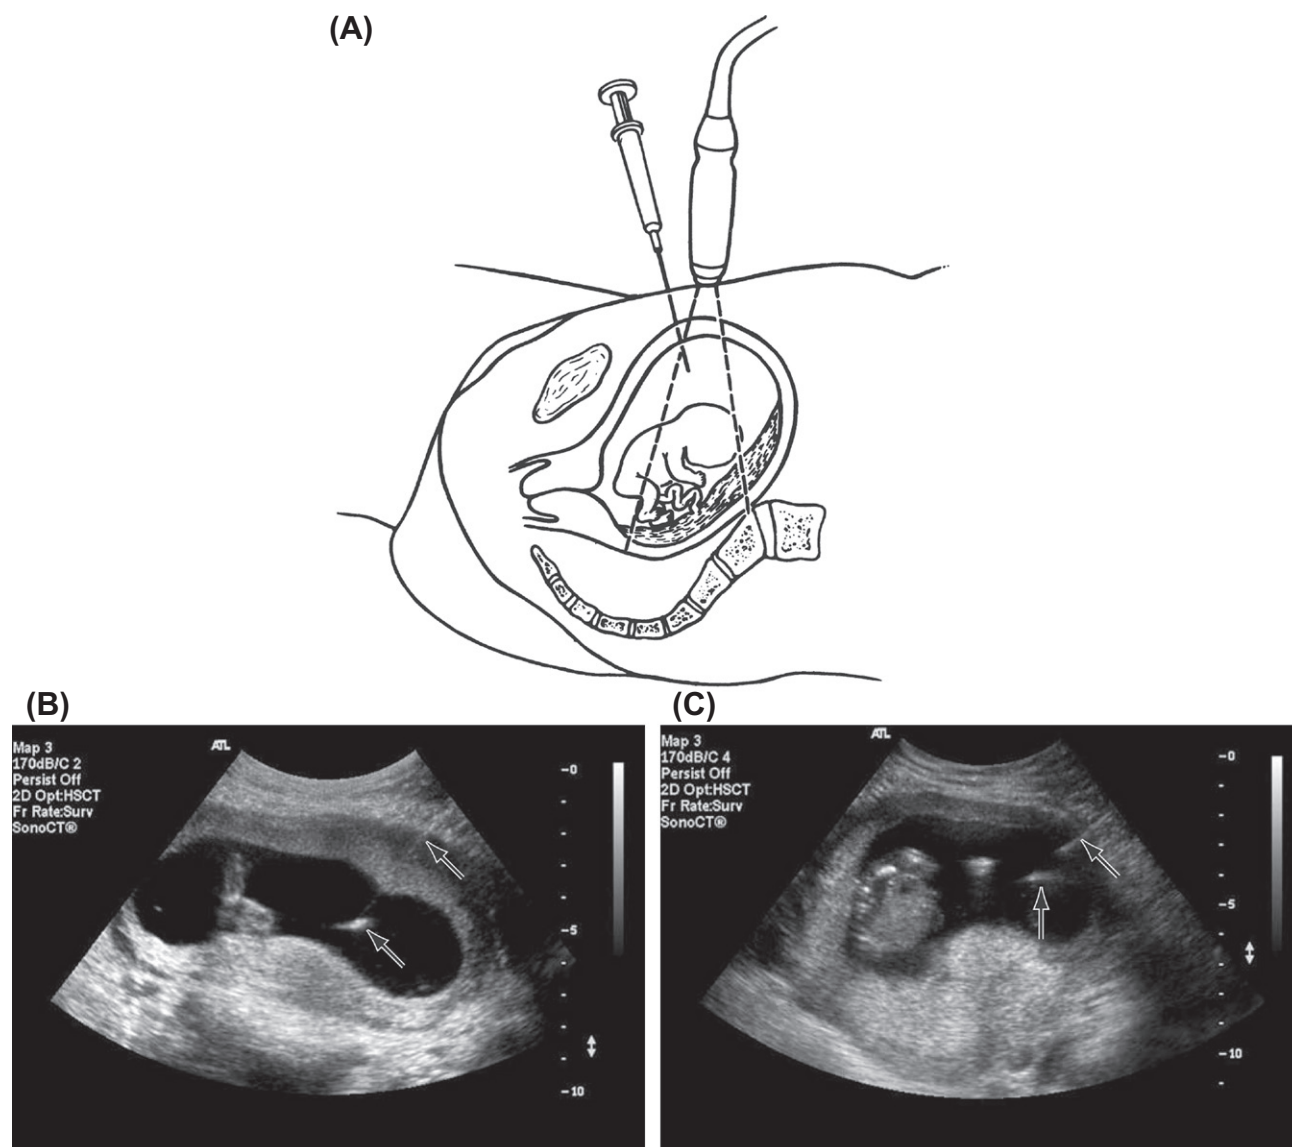 (A)
(B)
Map 3
170dB/C 2
Persist Off
2D Opt:HSCT
Fr Rate:Surv
SonoCT®
ATL
-0
-5
-10
(C)
Map 3
170dB/C 4
Persist Off
2D Opt:HSCT
Fr Rate:Surv
SonoCT®
ATL
-0
-5
-10